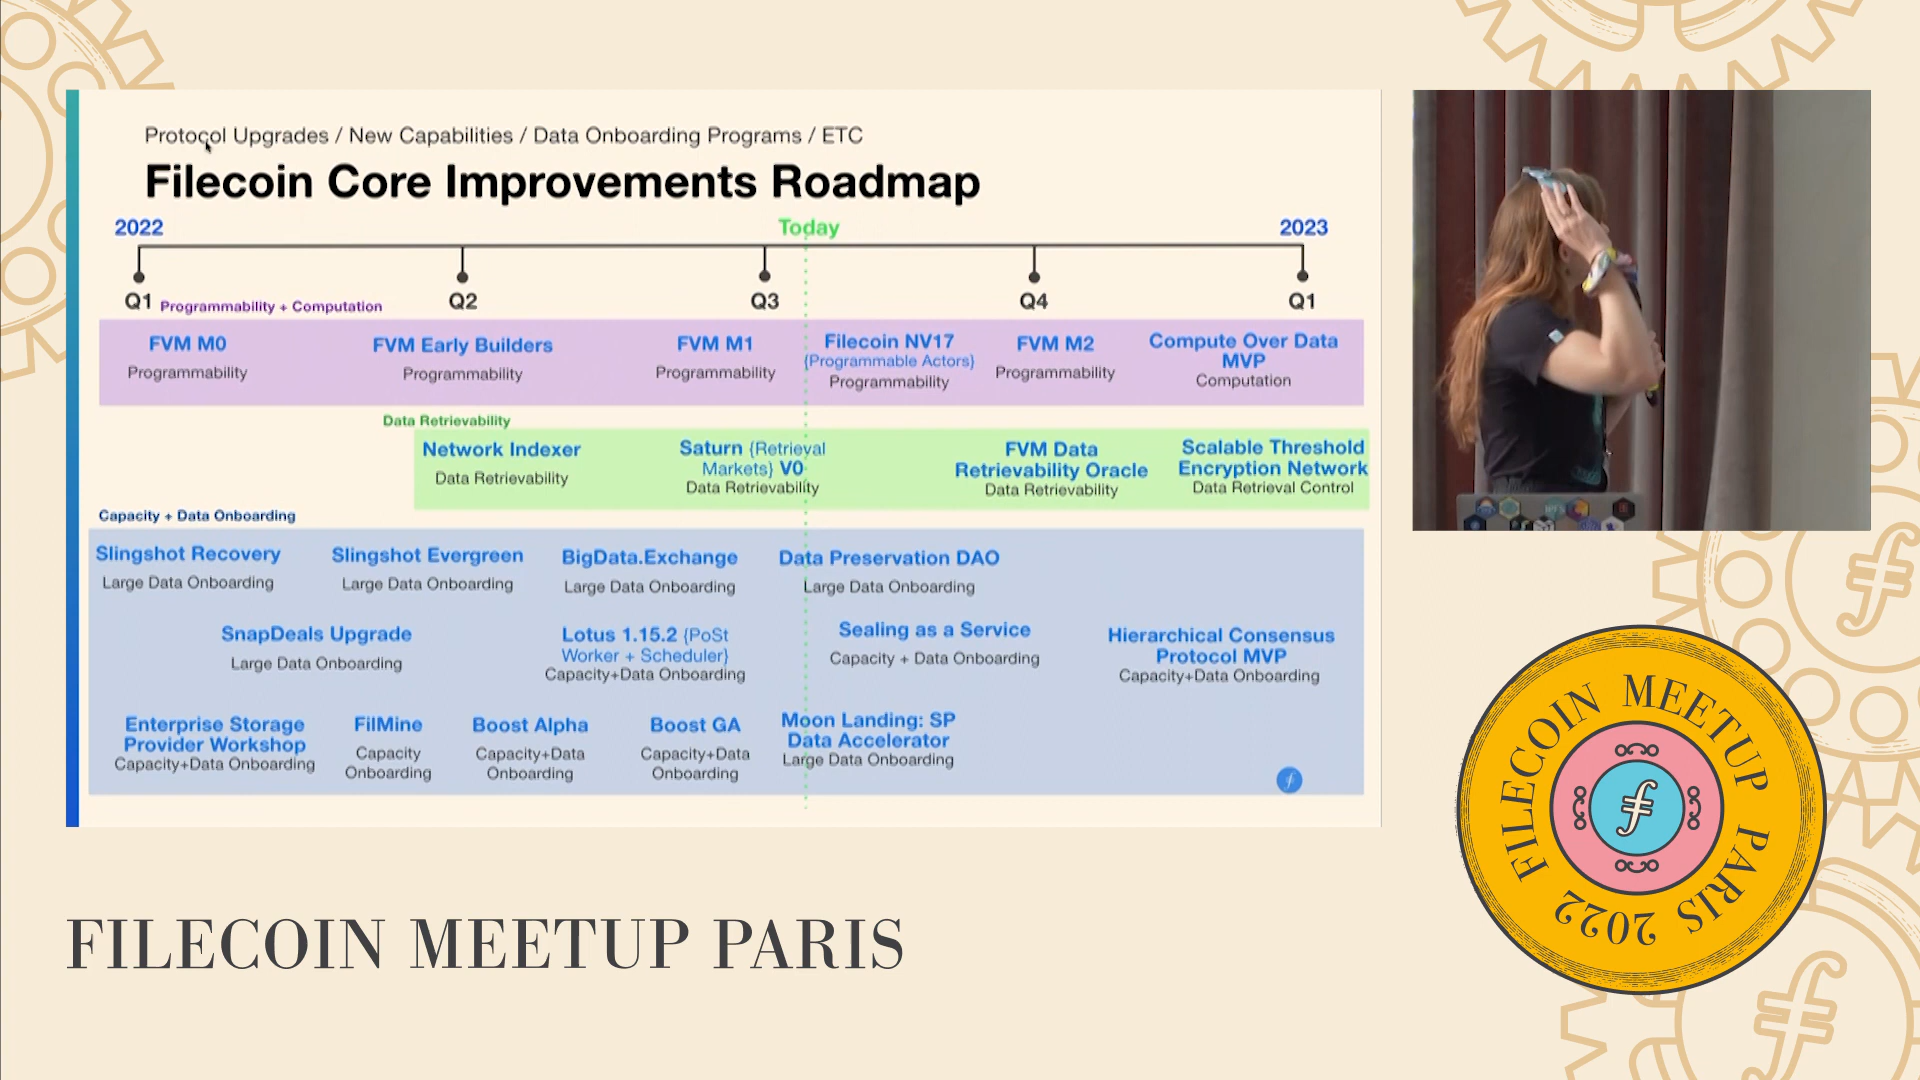 Protocol Upgrades / New Capabilities / Data Onboarding Programs / ETC
Filecoin Core Improvements Roadmap
2022
Today
2023
Q1
Q2
Q3
Q4
Q1
Programmability + Computation
FVM M0
Programmability
FVM Early Builders
Programmability
FVM M1
Programmability
Filecoin NV17
(Programmable Actors)
Programmability
FVM M2
Programmability
Compute Over Data
MVP
Computation
Data Retrievability
Network Indexer
Data Retrievability
Saturn (Retrieval
Markets) V0
Data Retrievability
FVM Data
Retrievability Oracle
Data Retrievability
Scalable Threshold
Encryption Network
Data Retrieval Control
Capacity + Data Onboarding
Slingshot Recovery
Large Data Onboarding
Slingshot Evergreen
Large Data Onboarding
BigData.Exchange
Large Data Onboarding
Data Preservation DAO
Large Data Onboarding
SnapDeals Upgrade
Large Data Onboarding
Lotus 1.15.2 (PoSt
Worker + Scheduler)
Capacity+Data Onboarding
Sealing as a Service
Capacity + Data Onboarding
Hierarchical Consensus
Protocol MVP
Capacity+Data Onboarding
Enterprise Storage
Provider Workshop
Capacity+Data Onboarding
FilMine
Capacity
Onboarding
Boost Alpha
Capacity+Data
Onboarding
Boost GA
Capacity+Data
Onboarding
Moon Landing: SP
Data Accelerator
Large Data Onboarding
FILECOIN MEETUP PARIS
FILECOIN MEETUP PARIS 2022